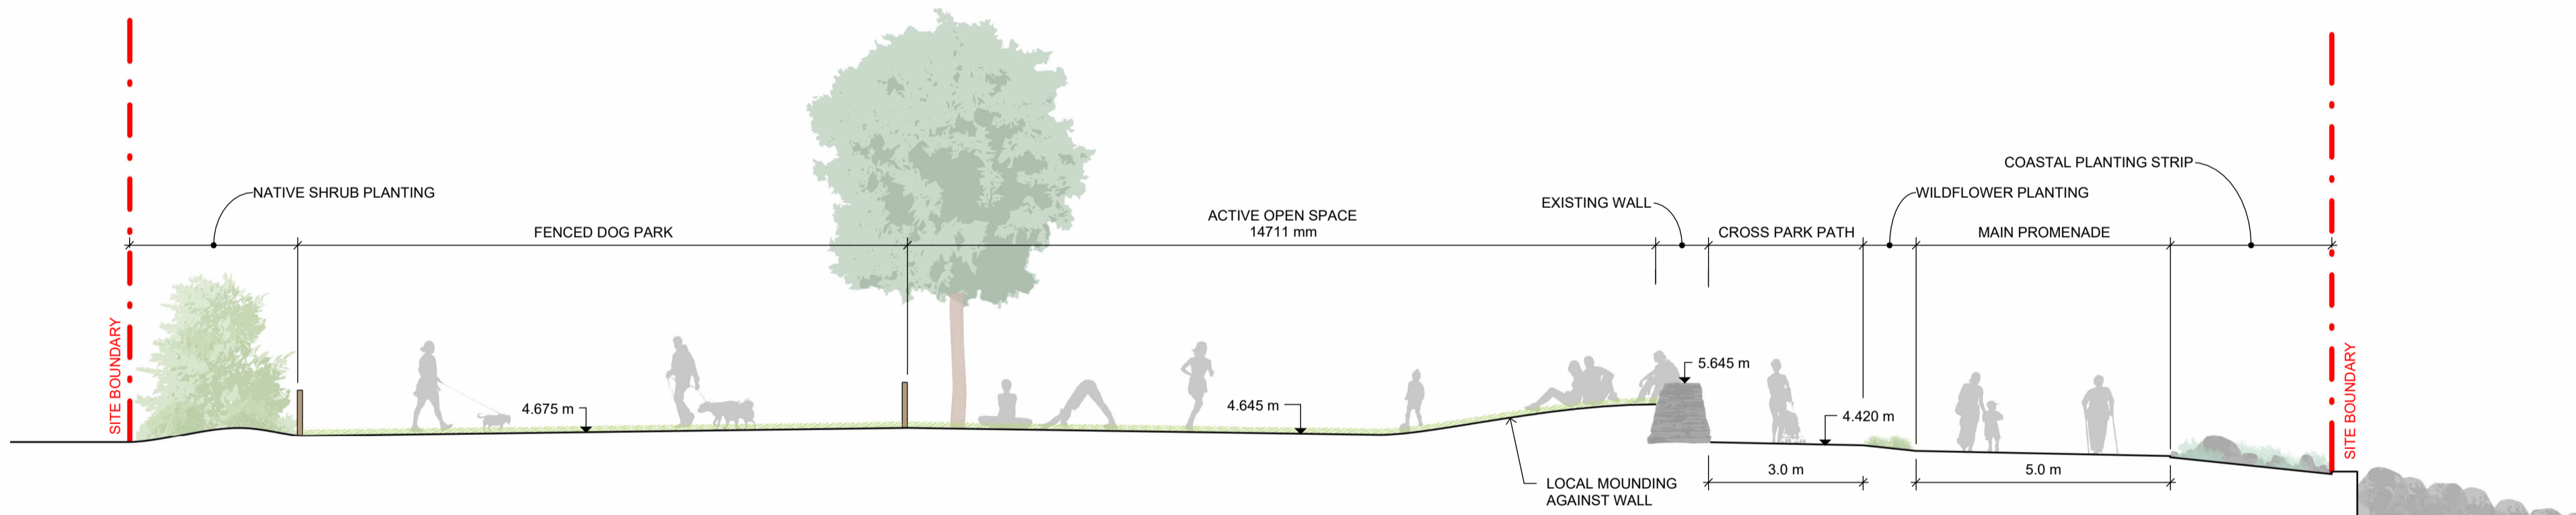 COASTAL PLANTING STRIP
NATIVE SHRUB PLANTING
WILDFLOWER PLANTING
EXISTING WALL
ACTIVE OPEN SPACE
14711 mm
FENCED DOG PARK
CROSS PARK PATH
MAIN PROMENADE
SITE BOUNDARY
4.675 m
4.645 m
5.645 m
4.420 m
SITE BOUNDARY
3.0 m
5.0 m
LOCAL MOUNDING
AGAINST WALL